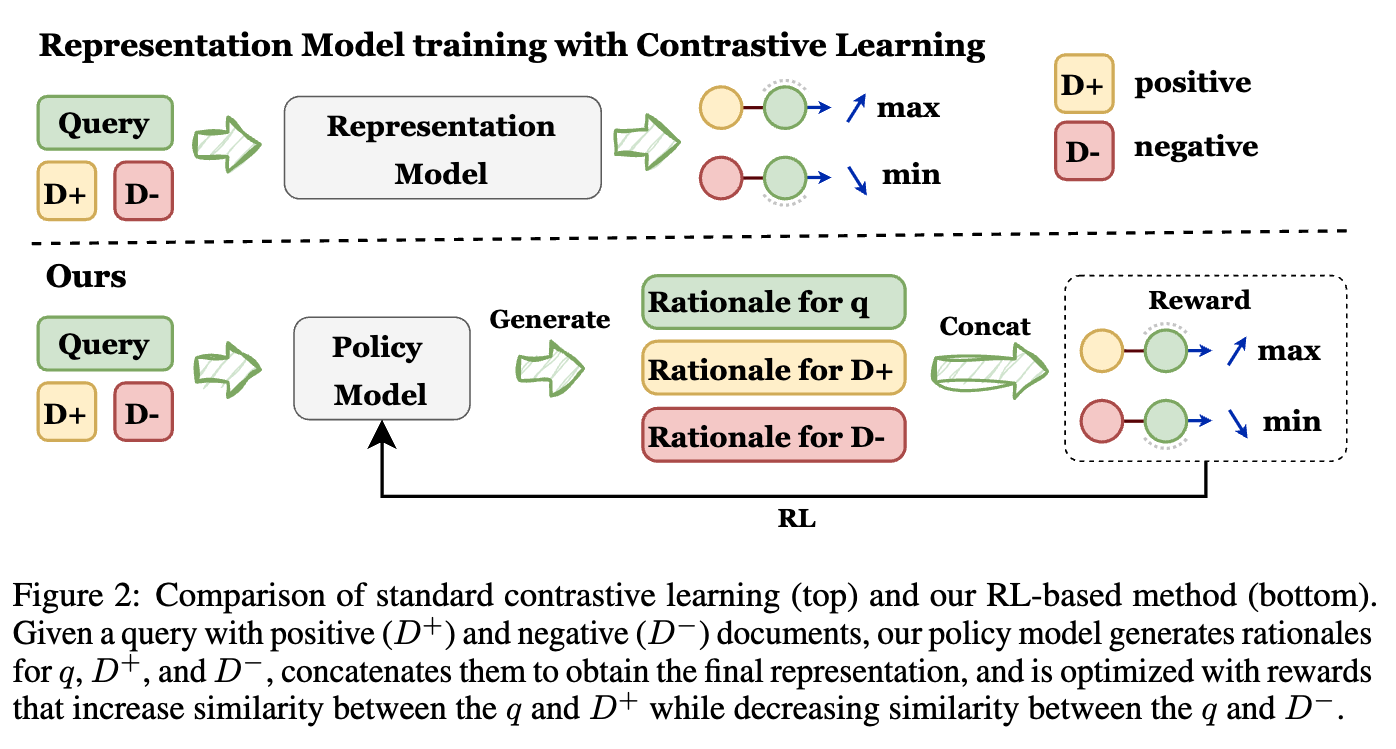 Representation Model training with Contrastive Learning
Query
D+ D-
Representation
Model
max
min
D+ positive
D- negative
Ours
Query
D+ D-
Policy
Model
Generate
Rationale for q
Rationale for D+
Rationale for D-
Concat
Reward
max
min
RL
Figure 2: Comparison of standard contrastive learning (top) and our RL-based method (bottom).
Given a query with positive (D⁺) and negative (D⁻) documents, our policy model generates rationales
for q, D⁺, and D⁻, concatenates them to obtain the final representation, and is optimized with rewards
that increase similarity between the q and D⁺ while decreasing similarity between the q and D⁻.